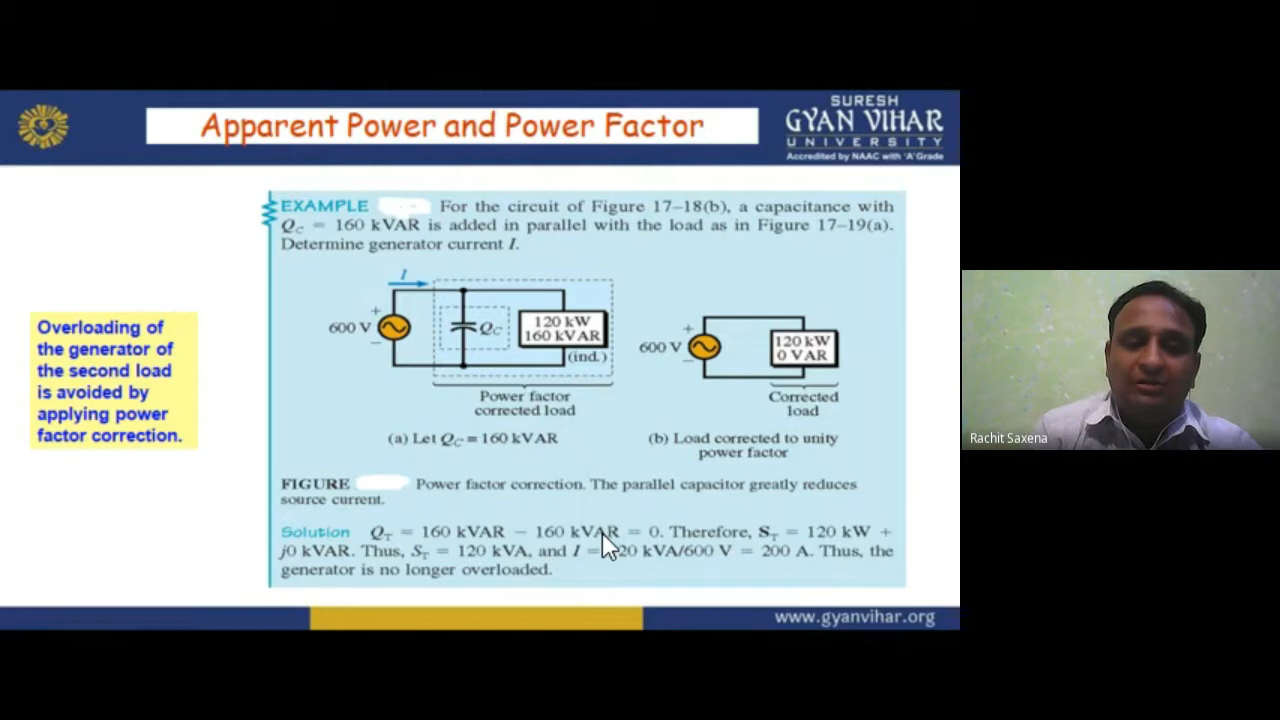 Apparent Power and Power Factor
SURESH
GYAN VIHAR
UNIVERSITY
Accredited by NAAC with 'A' Grade
Overloading of
the generator of
the second load
is avoided by
applying power
factor correction.
EXAMPLE For the circuit of Figure 17–18(b), a capacitance with
QC = 160 kVAR is added in parallel with the load as in Figure 17–19(a).
Determine generator current I.
I
+
600 V
−
QC
120 kW
160 kVAR
(ind.)
Power factor
corrected load
(a) Let QC = 160 kVAR
+
600 V
−
120 kW
0 VAR
Corrected
load
(b) Load corrected to unity
power factor
FIGURE Power factor correction. The parallel capacitor greatly reduces
source current.
Solution QT = 160 kVAR − 160 kVAR = 0. Therefore, ST = 120 kW +
j0 kVAR. Thus, ST = 120 kVA, and I = 20 kVA/600 V = 200 A. Thus, the
generator is no longer overloaded.
www.gyanvihar.org
Rachit Saxena